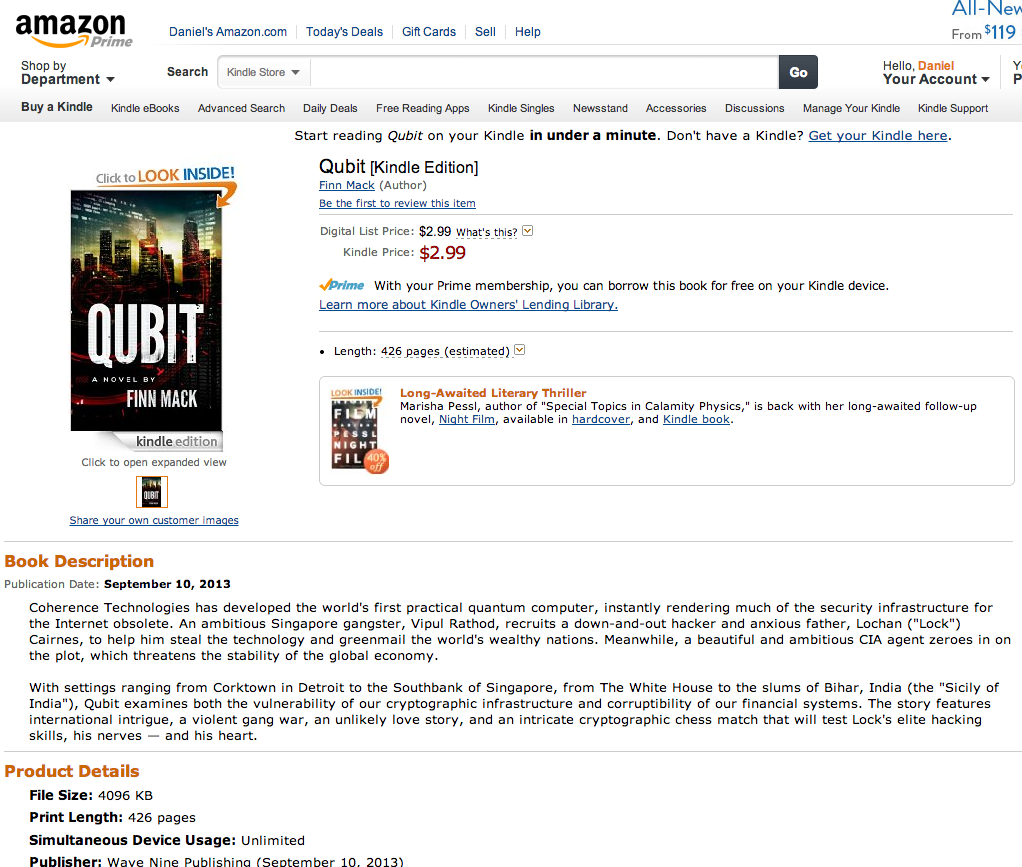 amazon
Prime
Daniel's Amazon.com | Today's Deals | Gift Cards | Sell | Help
All-New
From $119
Shop by
Department
Search
Kindle Store
Go
Hello, Daniel
Your Account
Buy a Kindle Kindle eBooks Advanced Search Daily Deals Free Reading Apps Kindle Singles Newsstand Accessories Discussions Manage Your Kindle Kindle Support
Start reading Qubit on your Kindle in under a minute. Don't have a Kindle? Get your Kindle here.
Click to LOOK INSIDE!
QUBIT
A NOVEL BY
FINN MACK
kindle edition
Click to open expanded view
QUBIT
Share your own customer images
Qubit [Kindle Edition]
Finn Mack (Author)
Be the first to review this item
Digital List Price: $2.99 What's this?
Kindle Price: $2.99
Prime With your Prime membership, you can borrow this book for free on your Kindle device.
Learn more about Kindle Owners' Lending Library.
• Length: 426 pages (estimated)
LOOK INSIDE!
FILM
PESSL
NIGHT
FIL
40%
off
Long-Awaited Literary Thriller
Marisha Pessl, author of "Special Topics in Calamity Physics," is back with her long-awaited follow-up
novel, Night Film, available in hardcover, and Kindle book.
Book Description
Publication Date: September 10, 2013
Coherence Technologies has developed the world's first practical quantum computer, instantly rendering much of the security infrastructure for
the Internet obsolete. An ambitious Singapore gangster, Vipul Rathod, recruits a down-and-out hacker and anxious father, Lochan ("Lock")
Cairnes, to help him steal the technology and greenmail the world's wealthy nations. Meanwhile, a beautiful and ambitious CIA agent zeroes in on
the plot, which threatens the stability of the global economy.
With settings ranging from Corktown in Detroit to the Southbank of Singapore, from The White House to the slums of Bihar, India (the "Sicily of
India"), Qubit examines both the vulnerability of our cryptographic infrastructure and corruptibility of our financial systems. The story features
international intrigue, a violent gang war, an unlikely love story, and an intricate cryptographic chess match that will test Lock's elite hacking
skills, his nerves — and his heart.
Product Details
File Size: 4096 KB
Print Length: 426 pages
Simultaneous Device Usage: Unlimited
Publisher: Wave Nine Publishing (September 10, 2013)